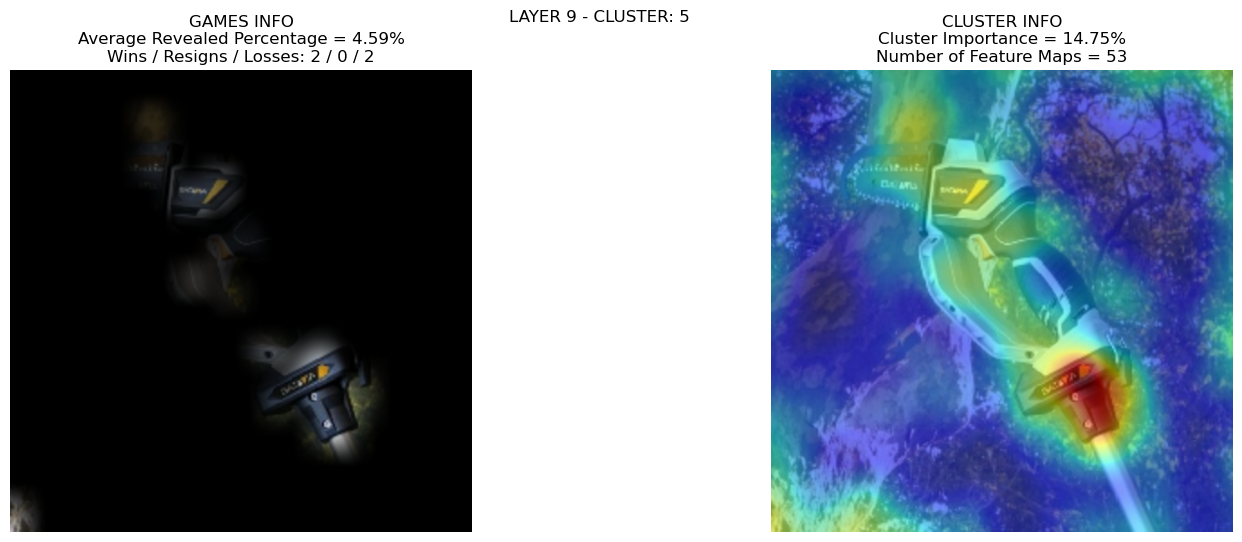 LAYER 9 - CLUSTER: 5
GAMES INFO
Average Revealed Percentage = 4.59%
Wins / Resigns / Losses: 2 / 0 / 2
CLUSTER INFO
Cluster Importance = 14.75%
Number of Feature Maps = 53